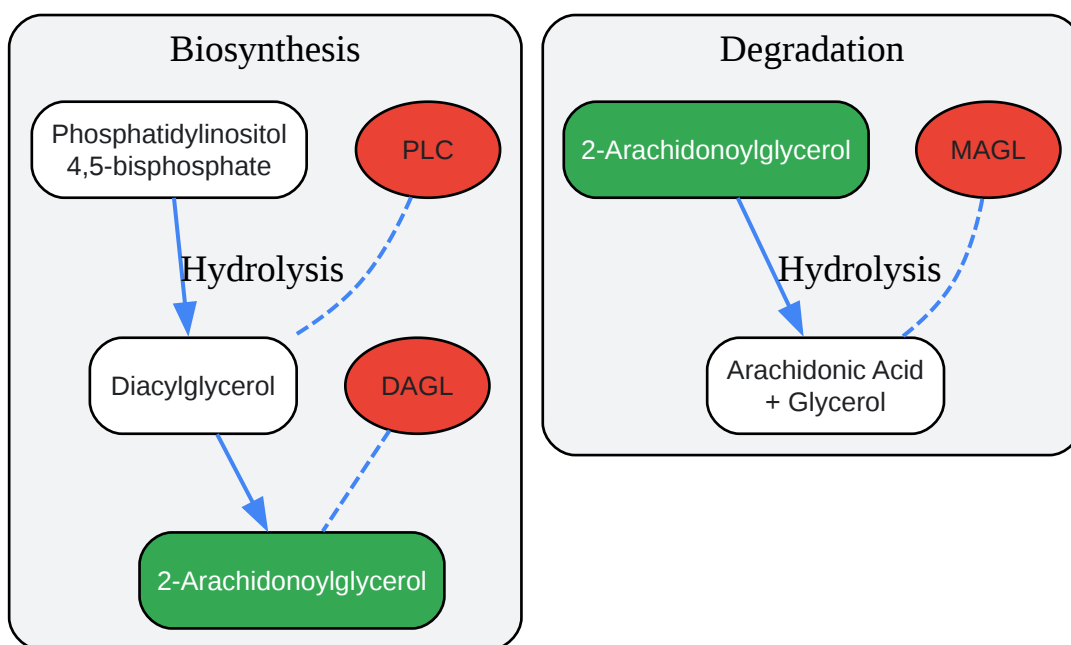 Biosynthesis
Phosphatidylinositol
4,5-bisphosphate
PLC
Hydrolysis
Diacylglycerol
DAGL
2-Arachidonoylglycerol
Degradation
2-Arachidonoylglycerol
MAGL
Hydrolysis
Arachidonic Acid
+ Glycerol